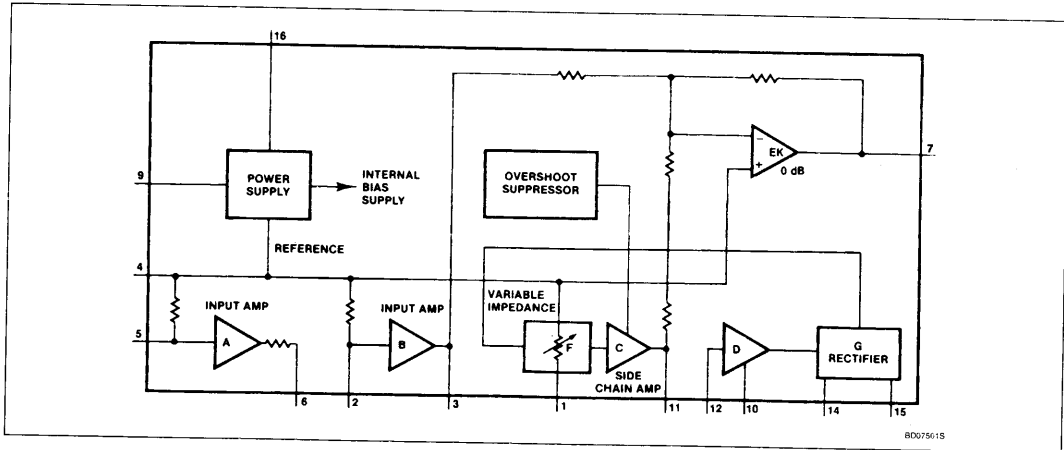 16
9
POWER
SUPPLY
INTERNAL
BIAS
SUPPLY
OVERSHOOT
SUPPRESSOR
−
EK
+
0 dB
7
REFERENCE
4
INPUT AMP
5
A
6
INPUT AMP
B
2
3
VARIABLE
IMPEDANCE
F
C
SIDE
CHAIN AMP
1
11
D
12
10
G
RECTIFIER
14
15
BD07501S